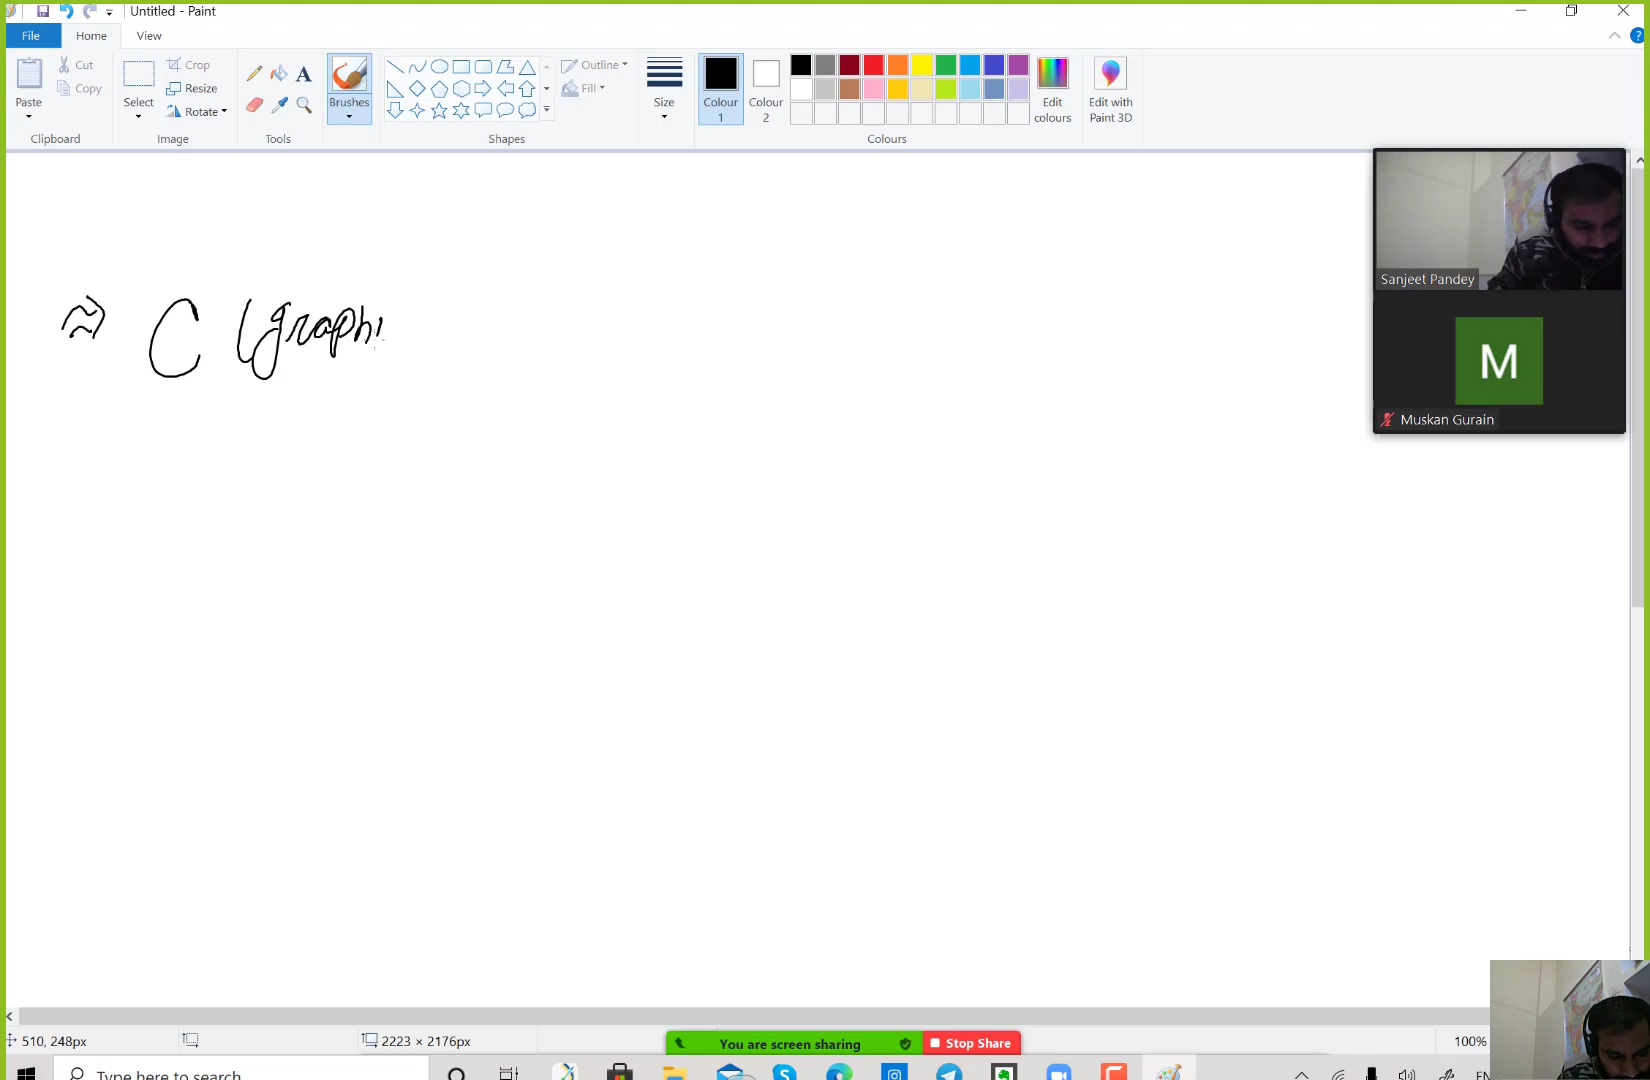 Untitled - Paint
File Home View
Paste Cut Copy Clipboard
Select Crop Resize Rotate Image
Tools
Brushes
Shapes
Outline Fill
Size
Colour 1 Colour 2 Edit colours Colours
Edit with Paint 3D
Sanjeet Pandey
M
Muskan Gurain
C Graphi
510, 248px 2223 × 2176px 100%
You are screen sharing Stop Share
Type here to search